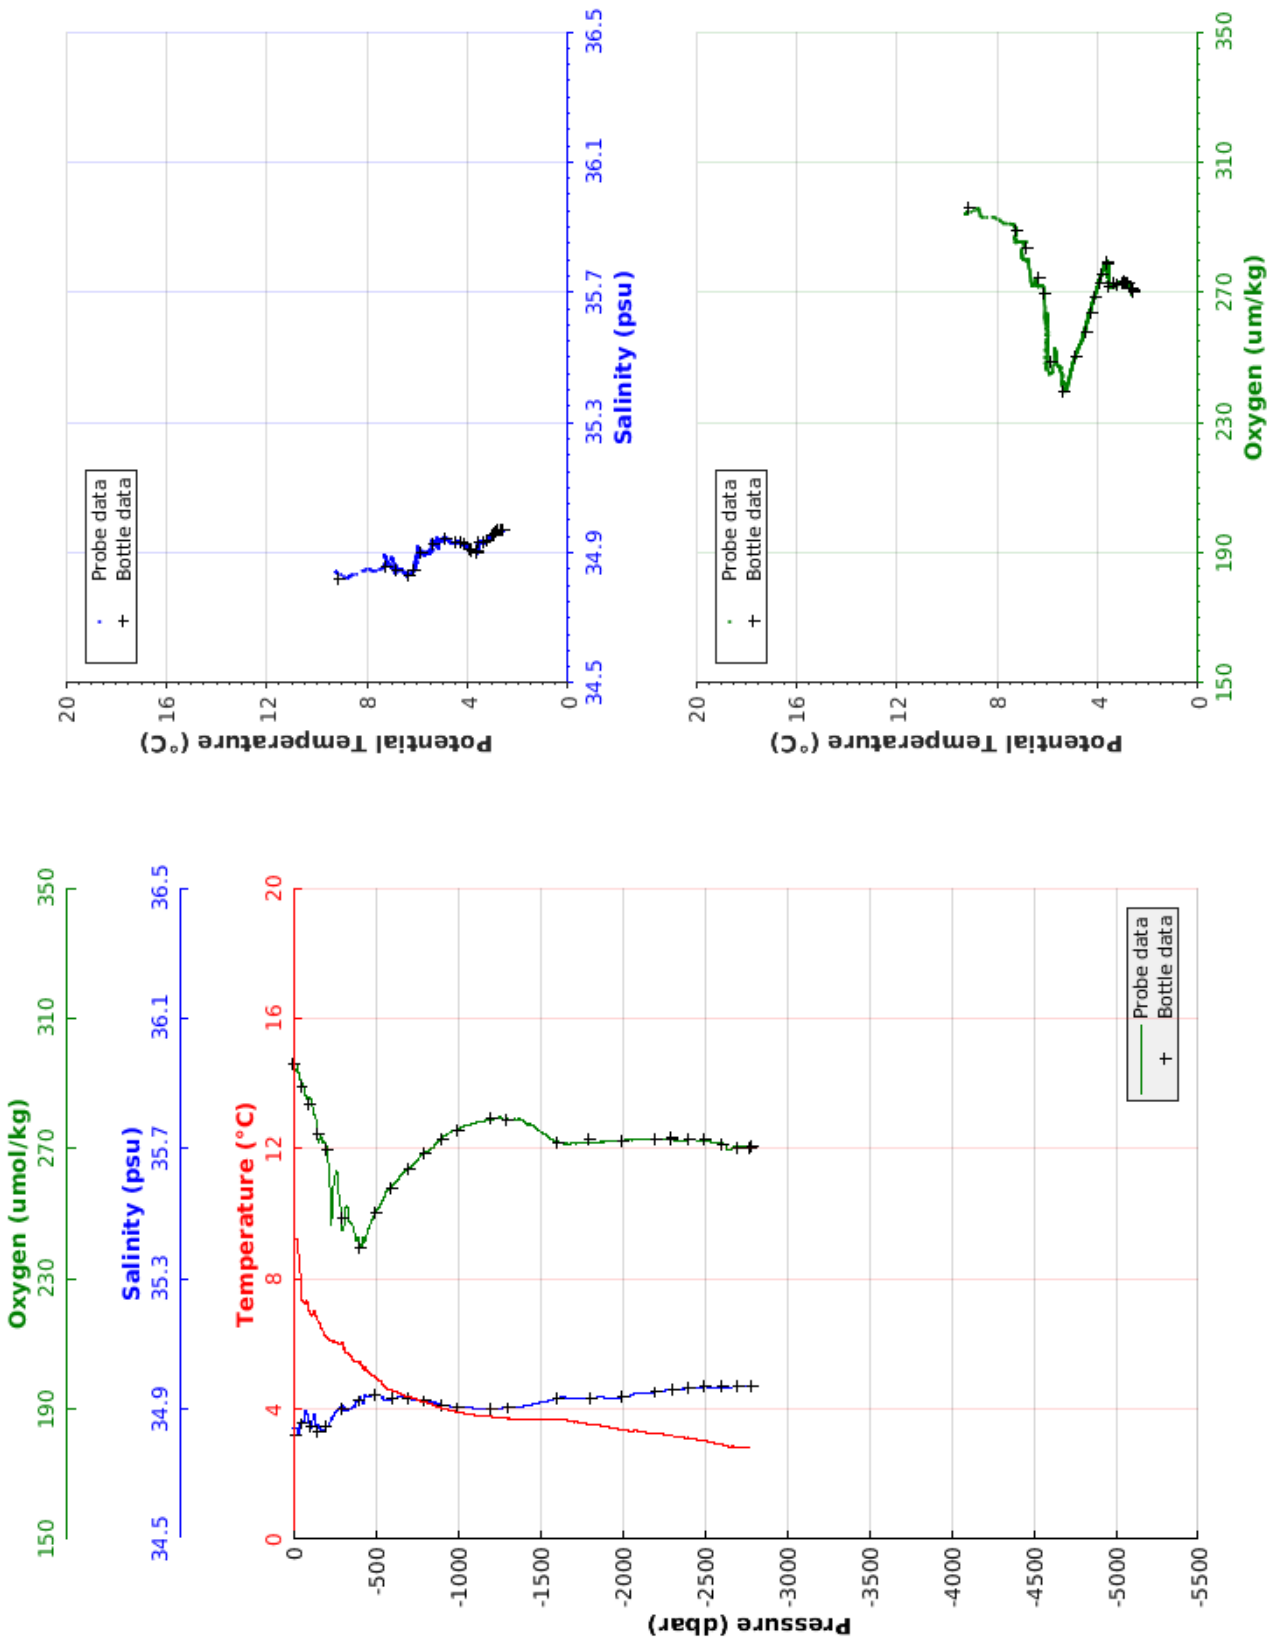 Oxygen (umol/kg)
150 190 230 270 310 350
Salinity (psu)
34.5 34.9 35.3 35.7 36.1 36.5
Temperature (°C)
0 4 8 12 16 20
Pressure (dbar)
0
-500
-1000
-1500
-2000
-2500
-3000
-3500
-4000
-4500
-5000
-5500
Probe data
Bottle data
Potential Temperature (°C)
20
16
12
8
4
0
Probe data
Bottle data
34.5 34.9 35.3 35.7 36.1 36.5
Salinity (psu)
Potential Temperature (°C)
20
16
12
8
4
0
Probe data
Bottle data
150 190 230 270 310 350
Oxygen (um/kg)